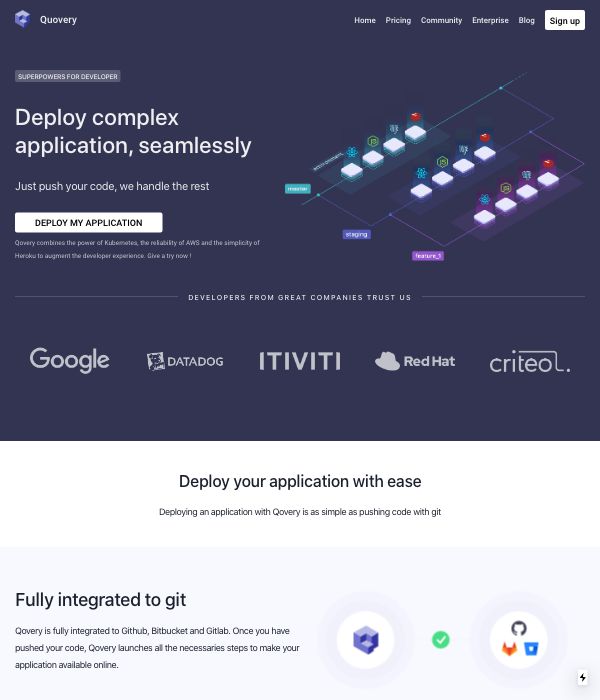 Quovery
Home Pricing Community Enterprise Blog Sign up
SUPERPOWERS FOR DEVELOPER
Deploy complex
application, seamlessly
Just push your code, we handle the rest
DEPLOY MY APPLICATION
Qovery combines the power of Kubernetes, the reliability of AWS and the simplicity of
Heroku to augment the developer experience. Give a try now !
master
staging
feature_1
DEVELOPERS FROM GREAT COMPANIES TRUST US
Google DATADOG ITIVITI Red Hat criteol.
Deploy your application with ease
Deploying an application with Qovery is as simple as pushing code with git
Fully integrated to git
Qovery is fully integrated to Github, Bitbucket and Gitlab. Once you have
pushed your code, Qovery launches all the necessaries steps to make your
application available online.